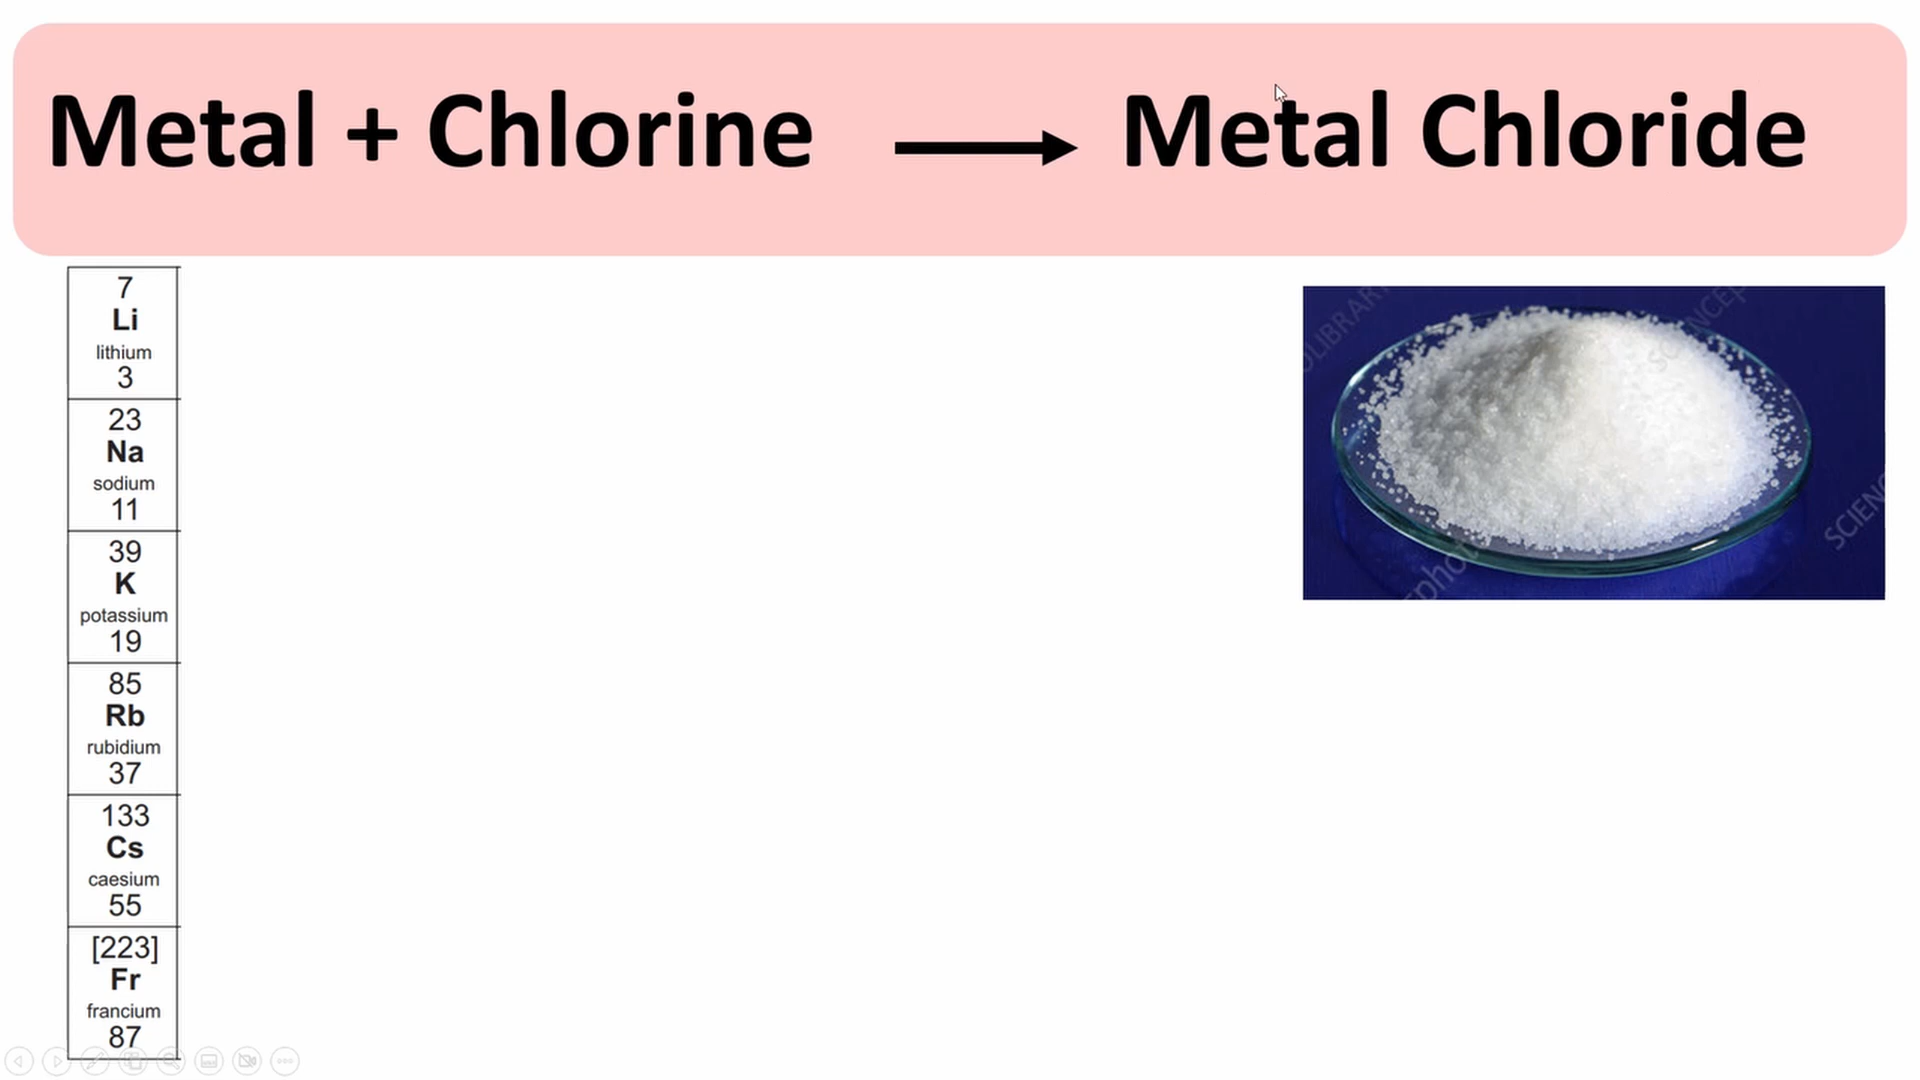 Metal + Chlorine → Metal Chloride
7
Li
lithium
3
23
Na
sodium
11
39
K
potassium
19
85
Rb
rubidium
37
133
Cs
caesium
55
[223]
Fr
francium
87